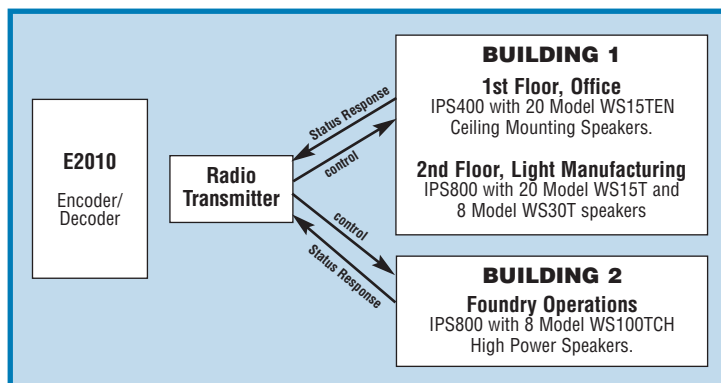 E2010
Encoder/
Decoder
Radio
Transmitter
Status Response
control
control
Status Response
BUILDING 1
1st Floor, Office
IPS400 with 20 Model WS15TEN
Ceiling Mounting Speakers.
2nd Floor, Light Manufacturing
IPS800 with 20 Model WS15T and
8 Model WS30T speakers
BUILDING 2
Foundry Operations
IPS800 with 8 Model WS100TCH
High Power Speakers.